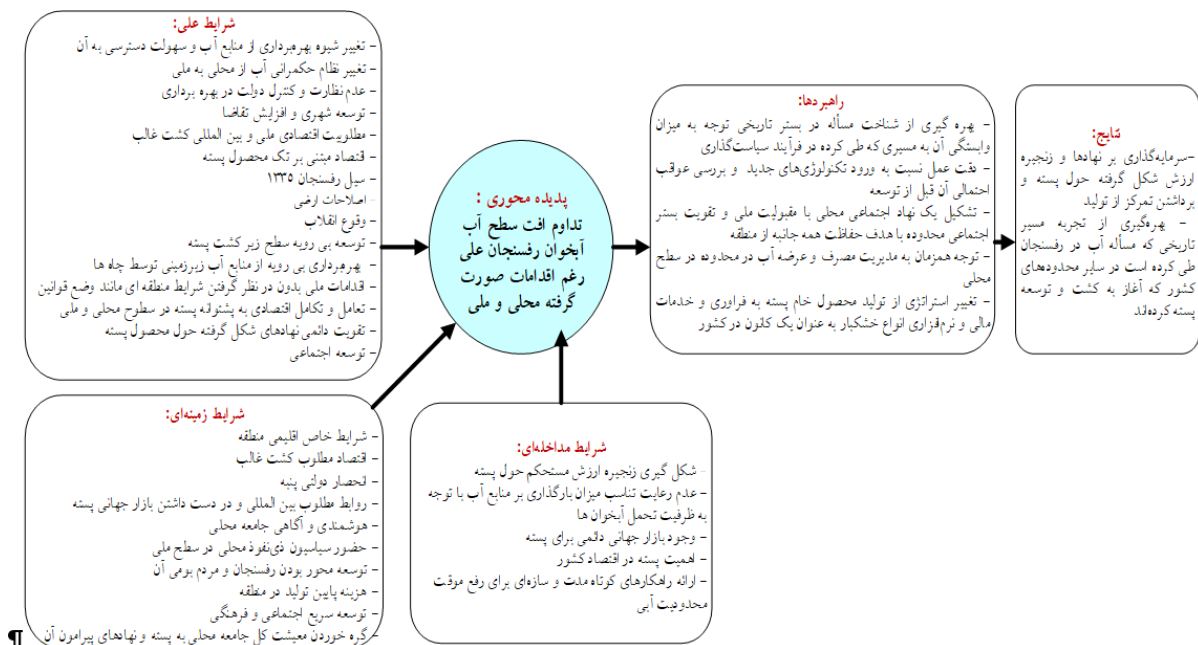 شرایط علی:
- تغییر شیوه بهره‌برداری از منابع آب و سهولت دسترسی به آن
- تغییر نظام حکمرانی آب از محلی به ملی
- عدم نظارت و کنترل دولت در بهره برداری
- توسعه شهری و افزایش تقاضا
- مطلوبیت اقتصادی ملی و بین المللی کشت غالب
- اقتصاد مبتنی بر تک محصول پسته
- سیل رفسنجان ۱۳۳۵
- اصلاحات ارضی
- وقوع انقلاب
- توسعه بی رویه سطح زیر کشت پسته
- بهره‌برداری بی رویه از منابع آب زیرزمینی توسط چاه ها
- اقدامات ملی بدون در نظر گرفتن شرایط منطقه ای مانند وضع قوانین
- تعامل و تکامل اقتصادی به پشتوانه پسته در سطوح محلی و ملی
- تقویت دائمی نهادهای شکل گرفته حول محصول پسته
- توسعه اجتماعی
شرایط زمینه‌ای:
- شرایط خاص اقلیمی منطقه
- اقتصاد مطلوب کشت غالب
- انحصار دولتی پنبه
- روابط مطلوب بین المللی و در دست داشتن بازار جهانی پسته
- هوشمندی و آگاهی جامعه محلی
- حضور سیاسیون ذی‌نفوذ محلی در سطح ملی
- توسعه محور بودن رفسنجان و مردم بومی آن
- هزینه پایین تولید در منطقه
- توسعه سریع اجتماعی و فرهنگی
- گره خوردن معیشت کل جامعه محلی به پسته و نهادهای پیرامون آن
¶
پدیده محوری :
تداوم افت سطح آب
آبخوان رفسنجان علی
رغم اقدامات صورت
گرفته محلی و ملی
شرایط مداخله‌ای:
- شکل گیری زنجیره ارزش مستحکم حول پسته
- عدم رعایت تناسب میزان بارگذاری بر منابع آب با توجه
به ظرفیت تحمل آبخوان ها
- وجود بازار جهانی دائمی برای پسته
- اهمیت پسته در اقتصاد کشور
- ارائه راهکارهای کوتاه مدت و سازه‌ای برای رفع موقت
محدودیت آبی
راهبردها:
- بهره گیری از شناخت مسأله در بستر تاریخی توجه به میزان
وابستگی آن به مسیری که طی کرده در فرآیند سیاست‌گذاری
- دقت عمل نسبت به ورود تکنولوژی‌های جدید و بررسی عواقب
احتمالی آن قبل از توسعه
- تشکیل یک نهاد اجتماعی محلی با مقبولیت ملی و تقویت بستر
اجتماعی محدوده با هدف حفاظت همه جانبه از منطقه
- توجه همزمان به مدیریت مصرف و عرضه آب در محدوده در سطح
محلی
- تغییر استراتژی از تولید محصول خام پسته به فراوری و خدمات
مالی و نرم‌قزاری انواع خشکبار به عنوان یک کانون در کشور
نتایج:
-سرمایه‌گذاری بر نهادها و زنجیره
ارزش شکل گرفته حول پسته و
برداشتن تمرکز از تولید
- بهره‌گیری از تجربه مسیر
تاریخی که مسأله آب در رفسنجان
طی کرده است در سایر محدوده‌های
کشور که آغاز به کشت و توسعه
پسته کرده‌اند